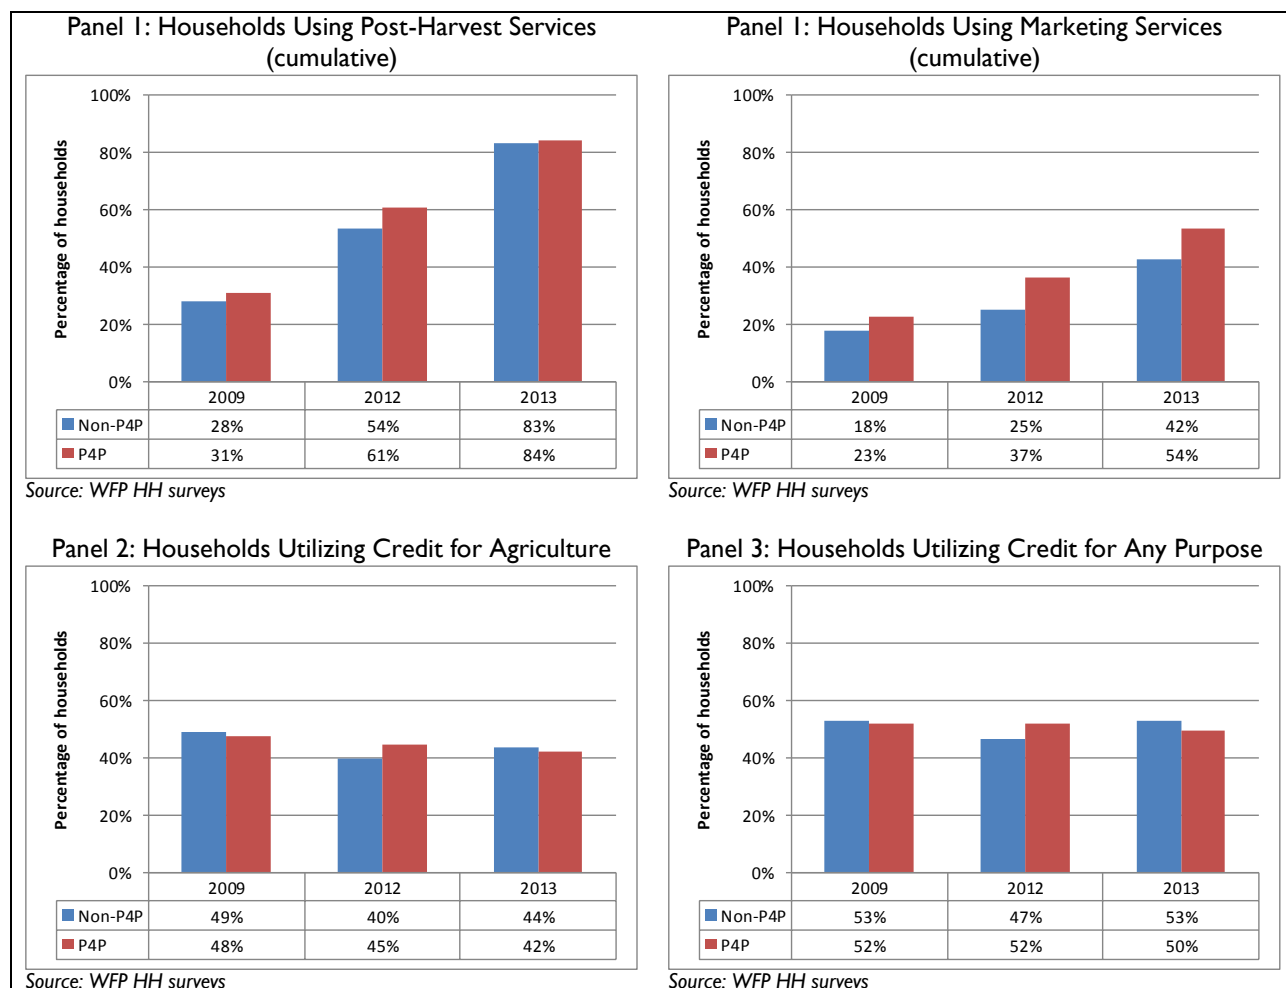 Panel 1: Households Using Post-Harvest Services
(cumulative)
100%
80%
60%
40%
20%
0%
Percentage of households
2009 2012 2013
Non-P4P 28% 54% 83%
P4P 31% 61% 84%
Source: WFP HH surveys
Panel 1: Households Using Marketing Services
(cumulative)
100%
80%
60%
40%
20%
0%
Percentage of households
2009 2012 2013
Non-P4P 18% 25% 42%
P4P 23% 37% 54%
Source: WFP HH surveys
Panel 2: Households Utilizing Credit for Agriculture
100%
80%
60%
40%
20%
0%
Percentage of households
2009 2012 2013
Non-P4P 49% 40% 44%
P4P 48% 45% 42%
Source: WFP HH surveys
Panel 3: Households Utilizing Credit for Any Purpose
100%
80%
60%
40%
20%
0%
Percentage of households
2009 2012 2013
Non-P4P 53% 47% 53%
P4P 52% 52% 50%
Source: WFP HH surveys